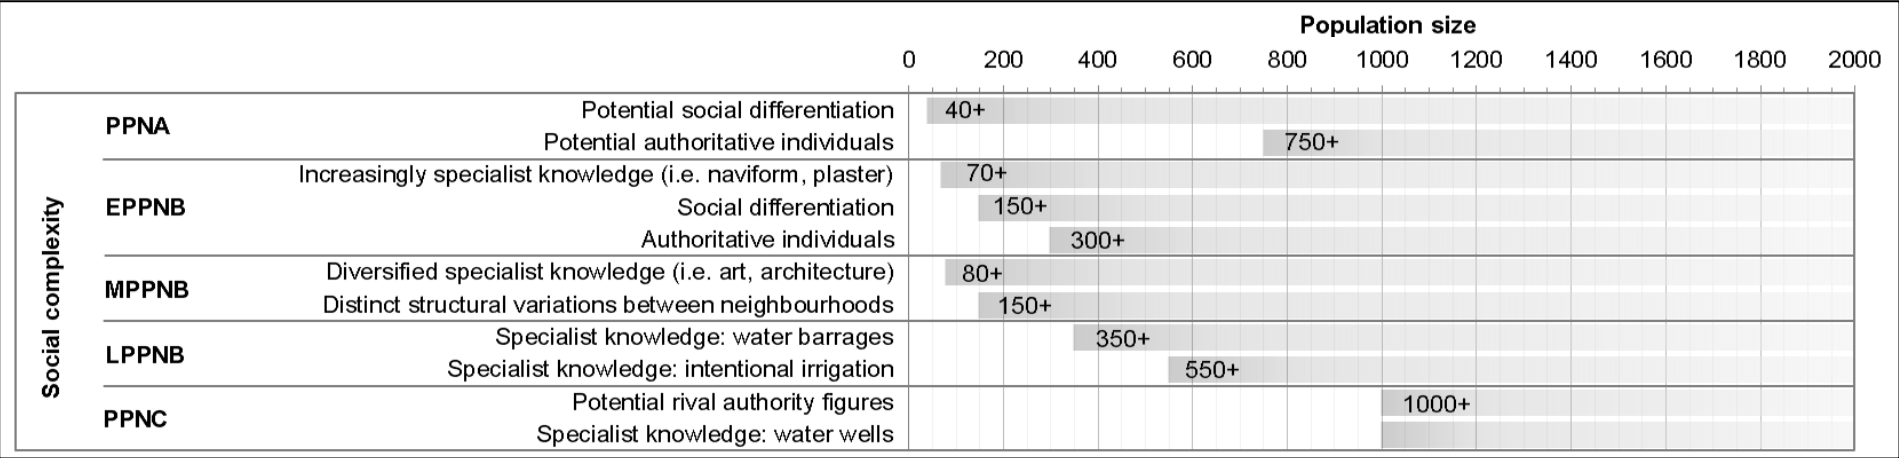 Population size
0 200 400 600 800 1000 1200 1400 1600 1800 2000
Social complexity
PPNA
Potential social differentiation 40+
Potential authoritative individuals 750+
EPPNB
Increasingly specialist knowledge (i.e. naviform, plaster) 70+
Social differentiation 150+
Authoritative individuals 300+
MPPNB
Diversified specialist knowledge (i.e. art, architecture) 80+
Distinct structural variations between neighbourhoods 150+
LPPNB
Specialist knowledge: water barrages 350+
Specialist knowledge: intentional irrigation 550+
PPNC
Potential rival authority figures 1000+
Specialist knowledge: water wells